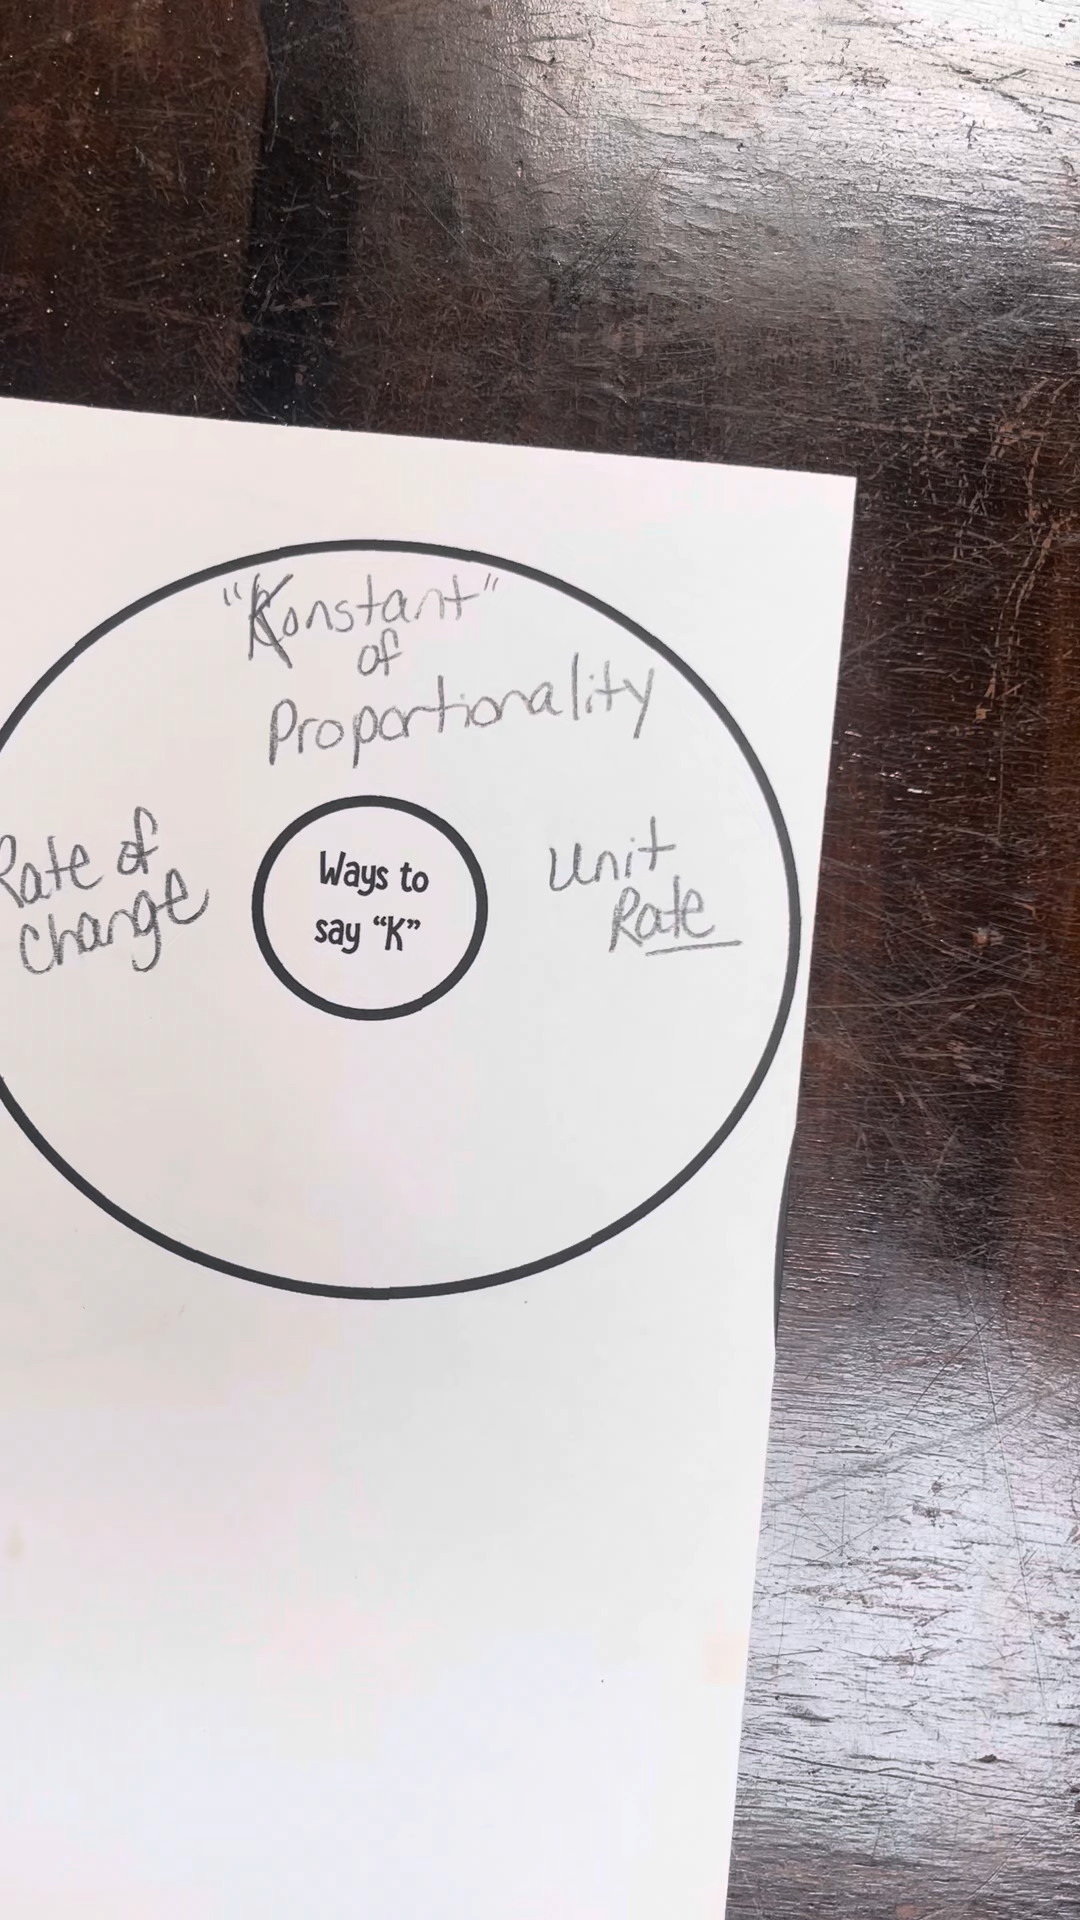 "Konstant"
of
Proportionality
Rate of
change
Ways to
say "K"
Unit
Rate